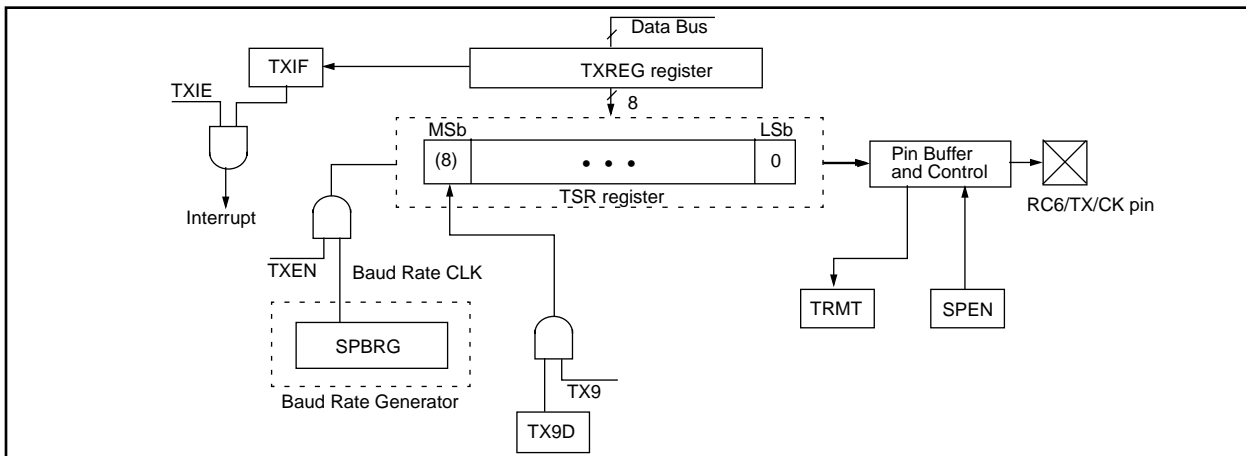 Data Bus
TXIF
TXREG register
TXIE
8
MSb
LSb
(8)
• • •
0
Pin Buffer
and Control
TSR register
Interrupt
RC6/TX/CK pin
TXEN
Baud Rate CLK
TRMT
SPEN
SPBRG
TX9
Baud Rate Generator
TX9D